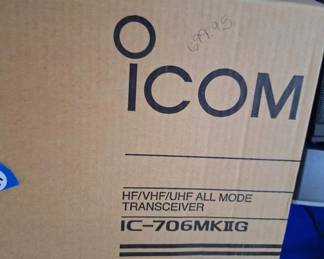 699.95
ICOM
HF/VHF/UHF ALL MODE
TRANSCEIVER
IC-706MKIIG